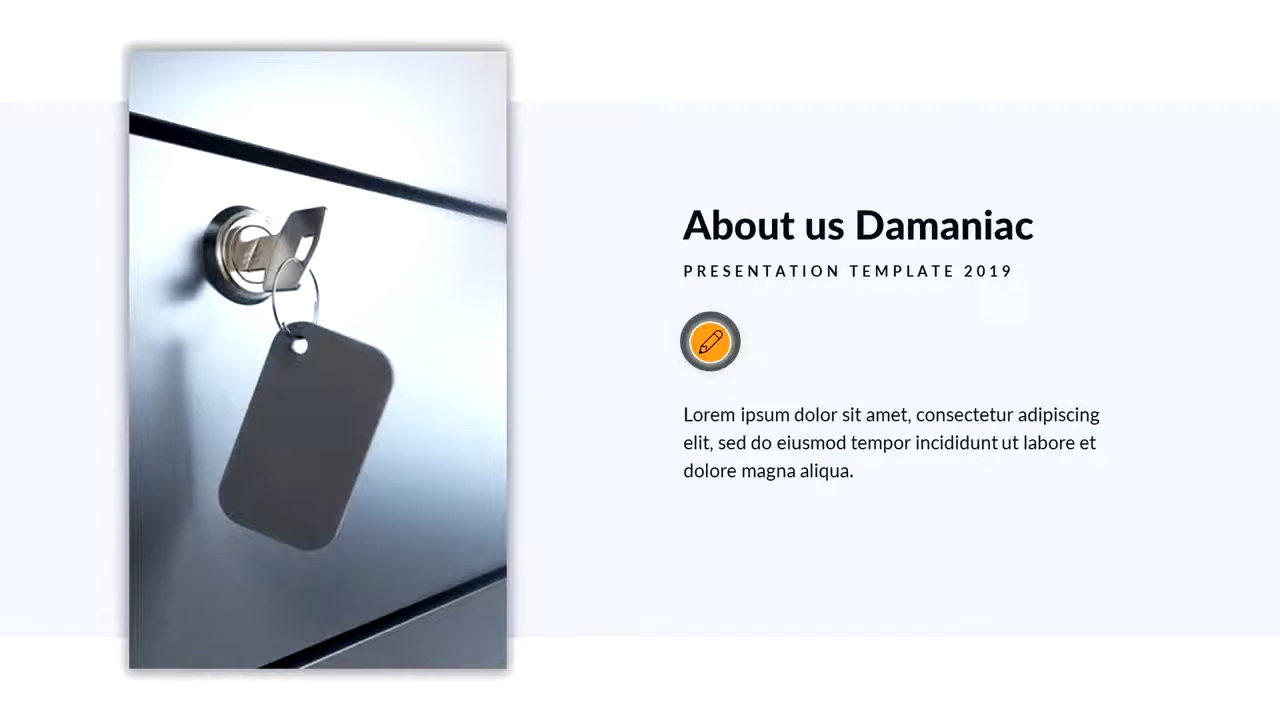 About us Damaniac
PRESENTATION TEMPLATE 2019
Lorem ipsum dolor sit amet, consectetur adipiscing
elit, sed do eiusmod tempor incididunt ut labore et
dolore magna aliqua.